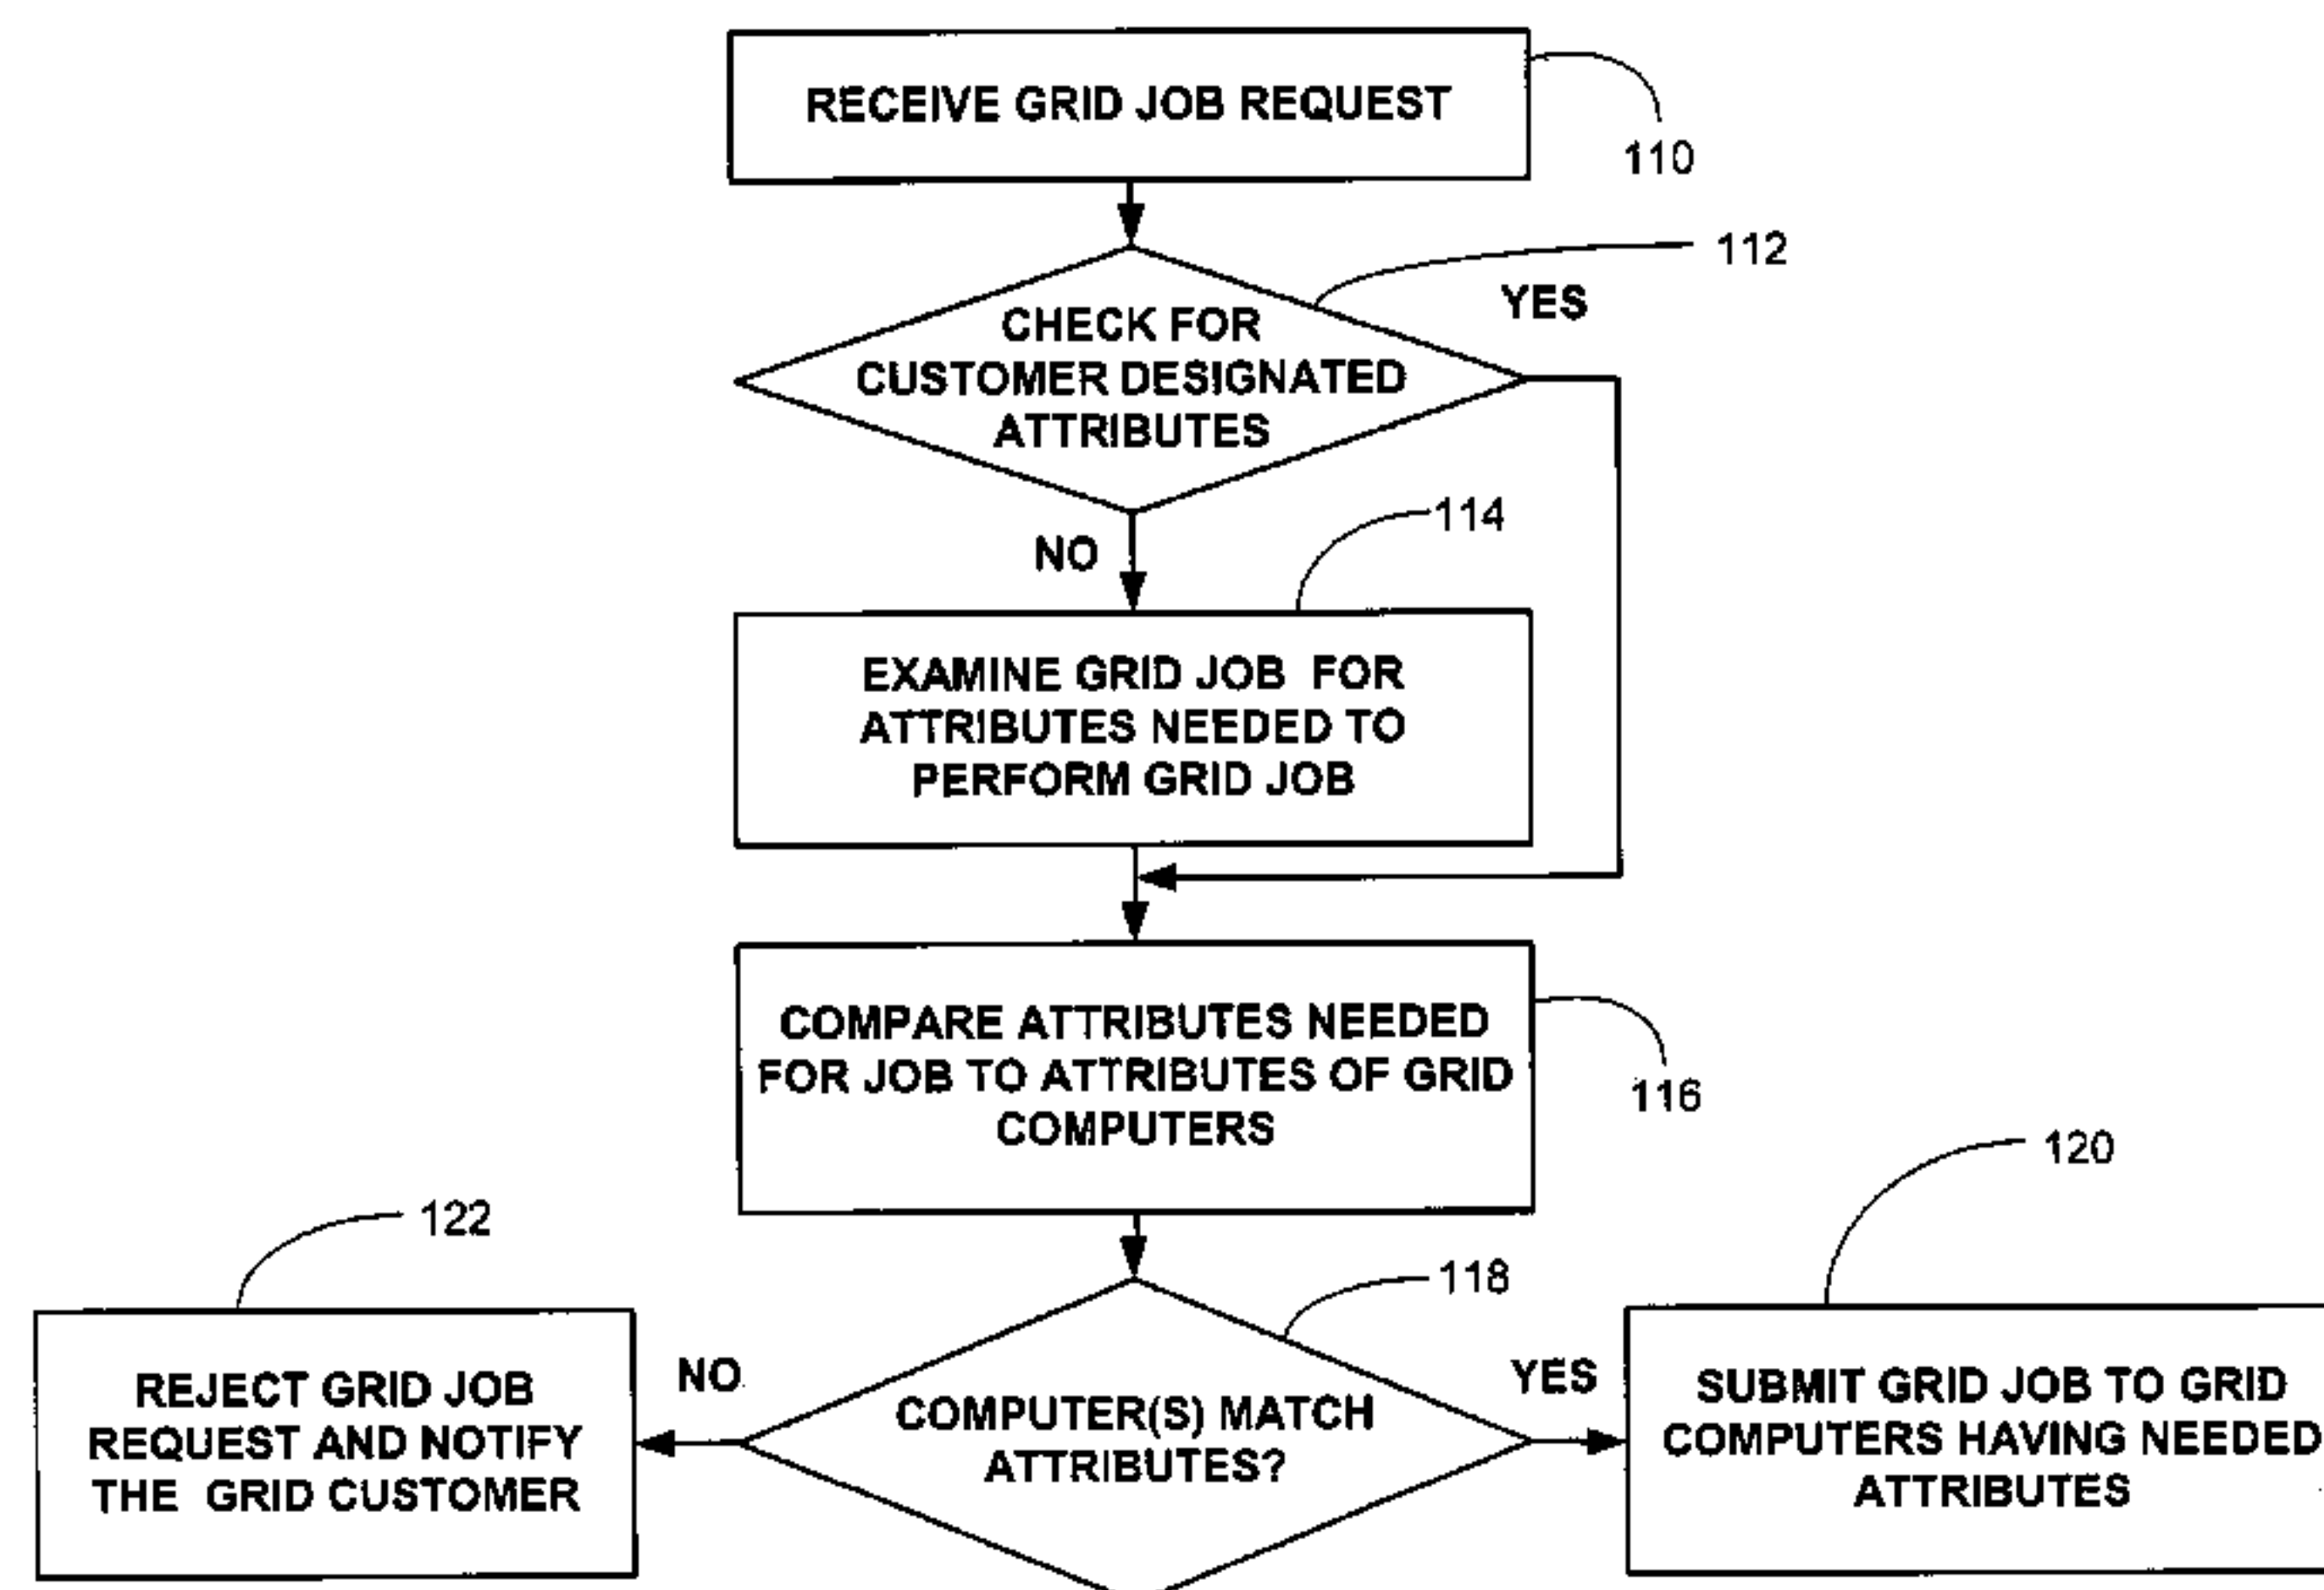 RECEIVE GRID JOB REQUEST
110
112
YES
CHECK FOR
CUSTOMER DESIGNATED
ATTRIBUTES
114
NO
EXAMINE GRID JOB FOR
ATTRIBUTES NEEDED TO
PERFORM GRID JOB
COMPARE ATTRIBUTES NEEDED
FOR JOB TO ATTRIBUTES OF GRID
COMPUTERS
116
120
122
118
REJECT GRID JOB
REQUEST AND NOTIFY
THE GRID CUSTOMER
NO
COMPUTER(S) MATCH
ATTRIBUTES?
YES
SUBMIT GRID JOB TO GRID
COMPUTERS HAVING NEEDED
ATTRIBUTES